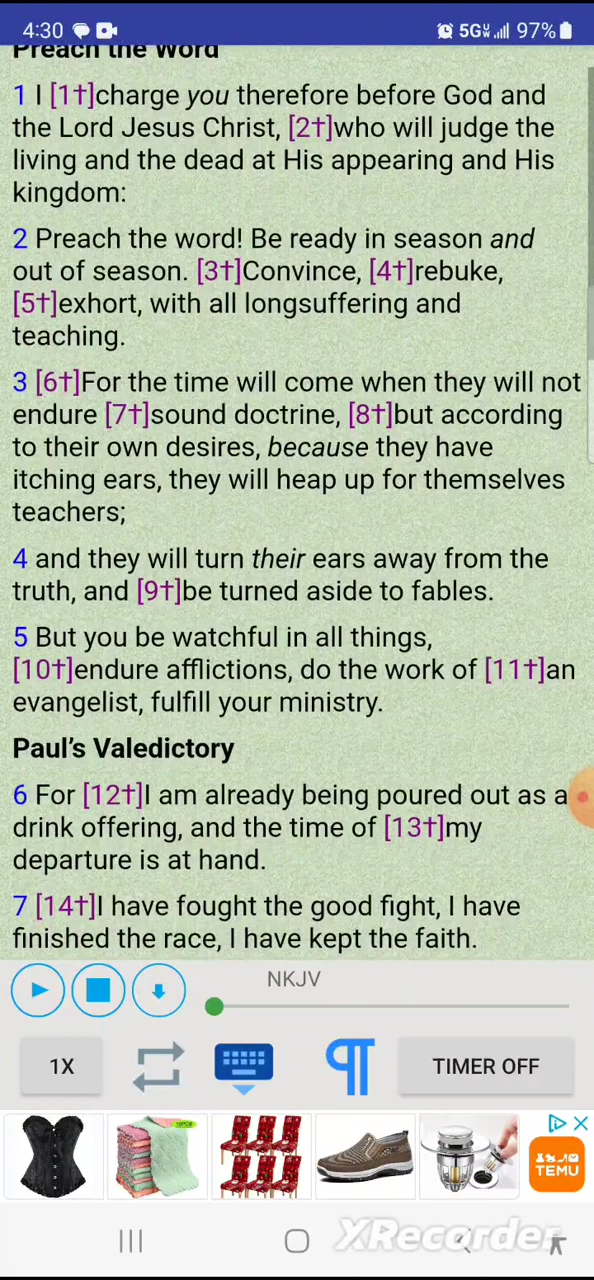 4:30
5G 97%
Preach the Word
1 I [1†]charge you therefore before God and
the Lord Jesus Christ, [2†]who will judge the
living and the dead at His appearing and His
kingdom:
2 Preach the word! Be ready in season and
out of season. [3†]Convince, [4†]rebuke,
[5†]exhort, with all longsuffering and
teaching.
3 [6†]For the time will come when they will not
endure [7†]sound doctrine, [8†]but according
to their own desires, because they have
itching ears, they will heap up for themselves
teachers;
4 and they will turn their ears away from the
truth, and [9†]be turned aside to fables.
5 But you be watchful in all things,
[10†]endure afflictions, do the work of [11†]an
evangelist, fulfill your ministry.
Paul’s Valedictory
6 For [12†]I am already being poured out as a
drink offering, and the time of [13†]my
departure is at hand.
7 [14†]I have fought the good fight, I have
finished the race, I have kept the faith.
NKJV
1X
TIMER OFF
TEMU
XRecorder